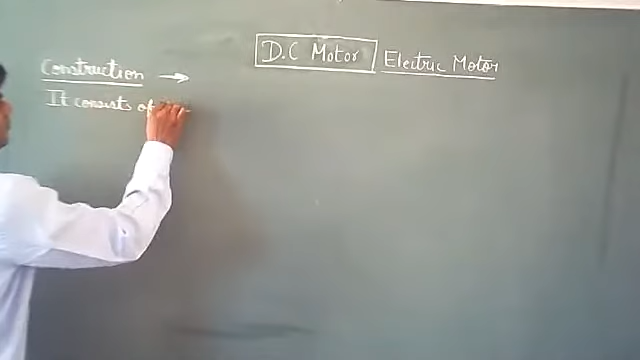 D.C Motor Electric Motor
Construction →
It consists of